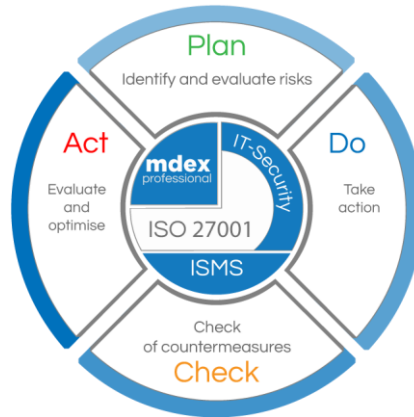 Plan
Identify and evaluate risks
Act
Evaluate
and
optimise
mdex
professional
IT-Security
ISO 27001
ISMS
Do
Take
action
Check
of countermeasures
Check